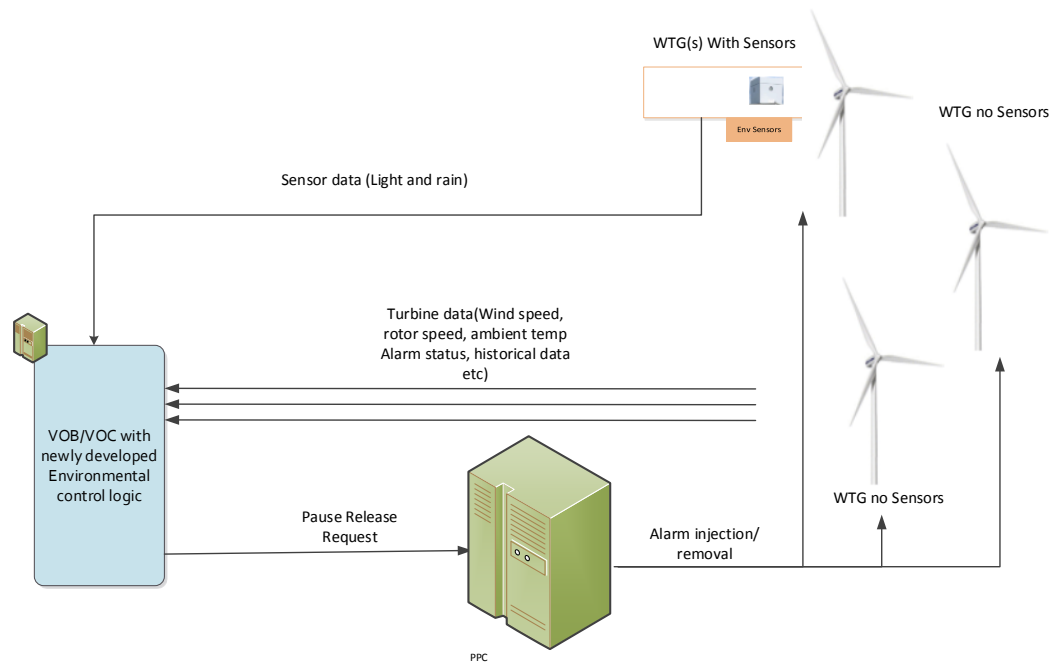 WTG(s) With Sensors
Env Sensors
WTG no Sensors
Sensor data (Light and rain)
Turbine data(Wind speed,
rotor speed, ambient temp
Alarm status, historical data
etc)
VOB/VOC with
newly developed
Environmental
control logic
WTG no Sensors
Pause Release
Request
Alarm injection/
removal
PPC